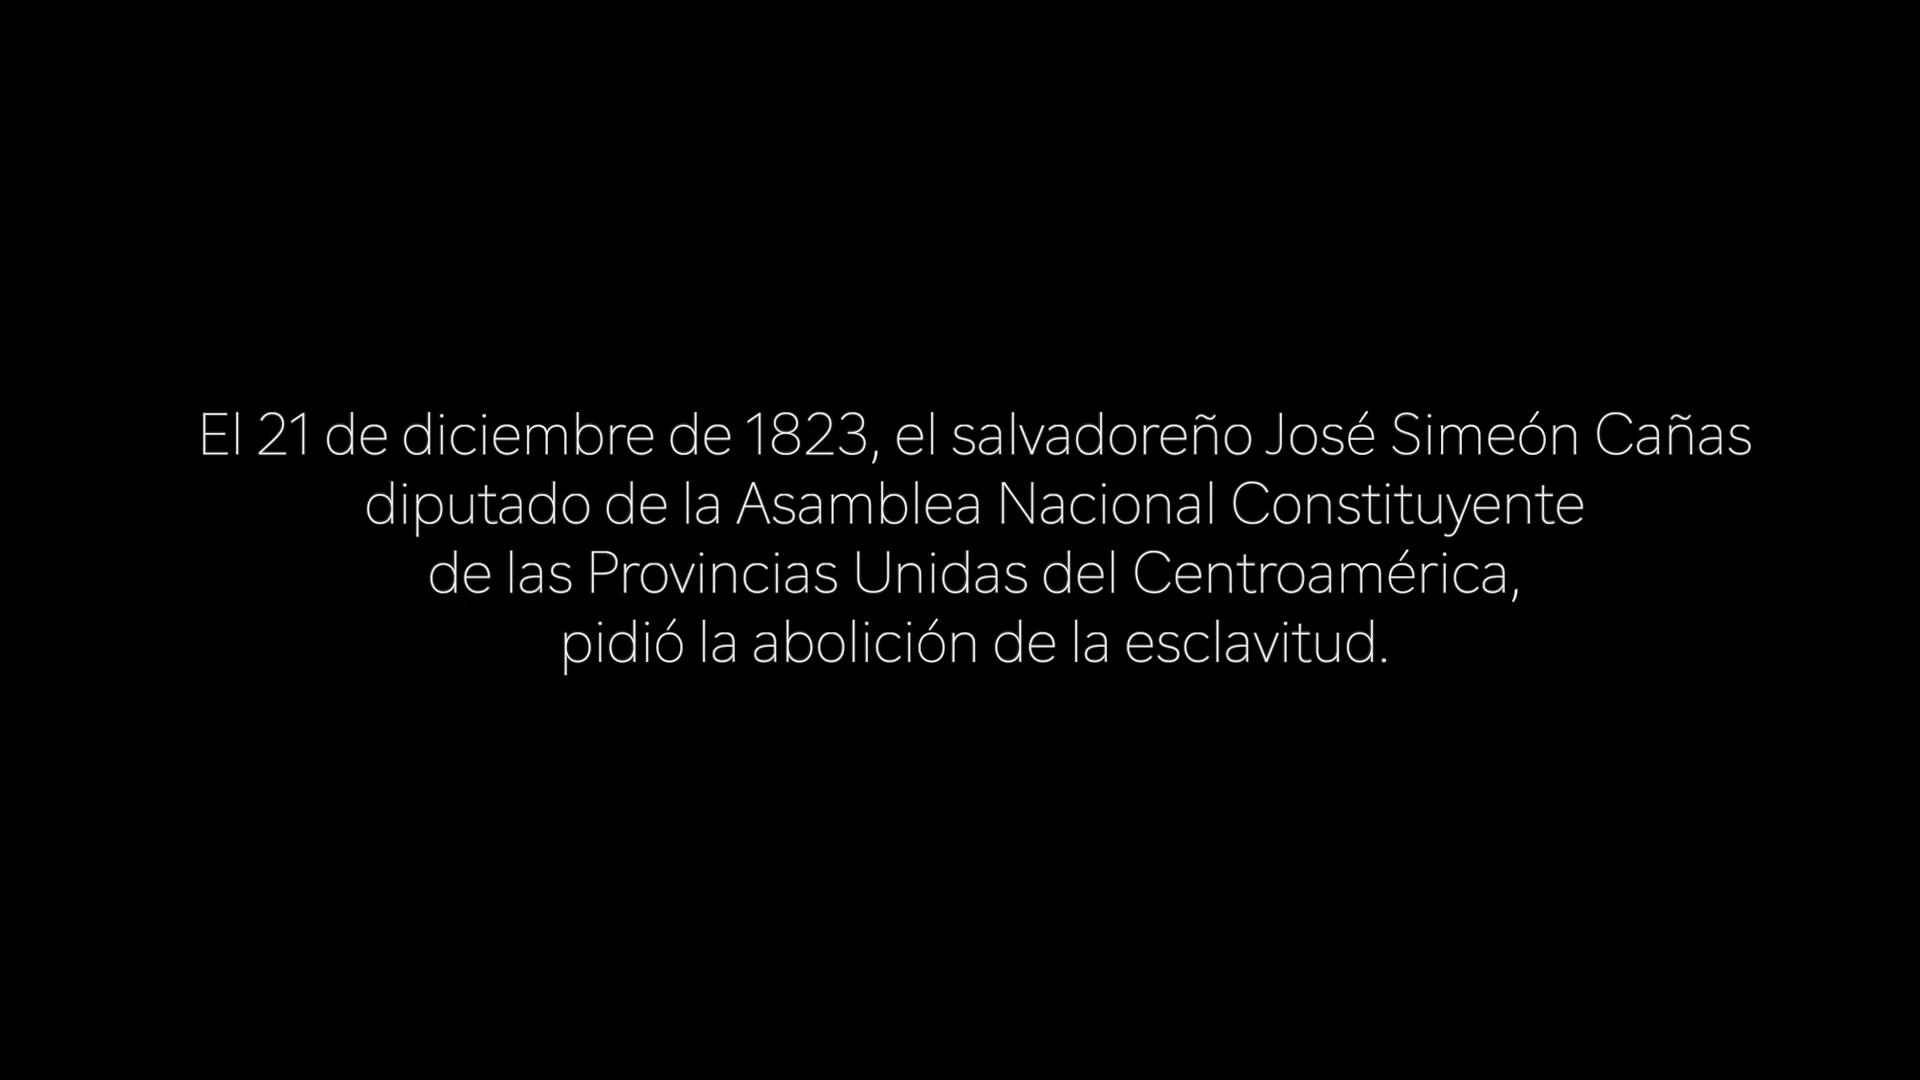 El 21 de diciembre de 1823, el salvadoreño José Simeón Cañas
diputado de la Asamblea Nacional Constituyente
de las Provincias Unidas del Centroamérica,
pidió la abolición de la esclavitud.